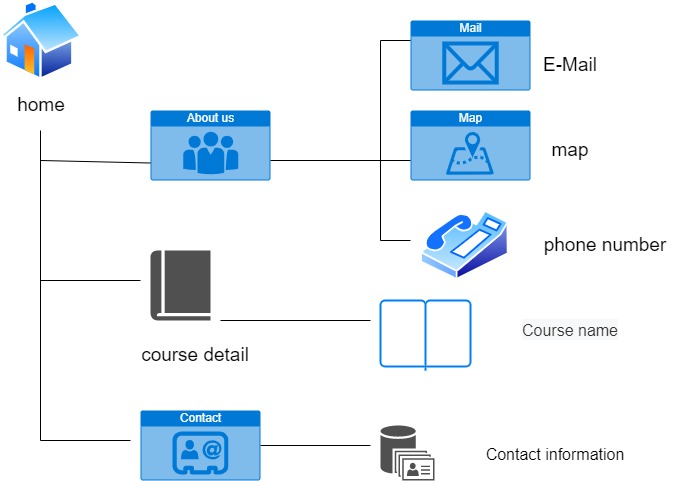 Mail
E-Mail
home
About us
Map
map
phone number
course detail
Course name
Contact
Contact information